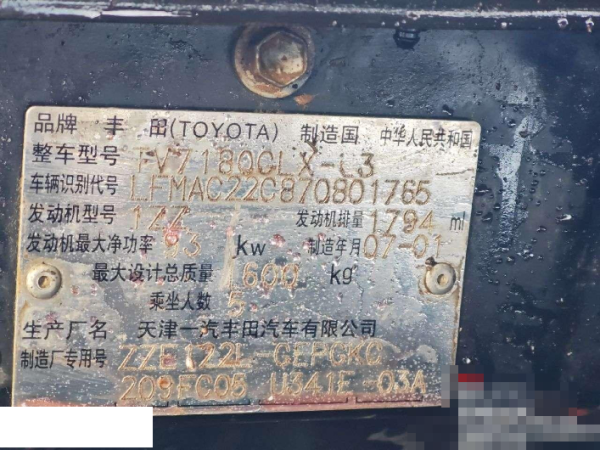 品牌 丰田(TOYOTA) 制造国 中华人民共和国
整车型号 TV7180GLX-i3
车辆识别代号 LFMAC22C870801765
发动机型号 1ZZ 发动机排量 1794 ml
发动机最大净功率 93 kw 制造年月 07-01
最大设计总质量 1600 kg
乘坐人数 5
生产厂名 天津一汽丰田汽车有限公司
制造厂专用号 ZZE122L-GEPGKC
209FC05 U341E-03A